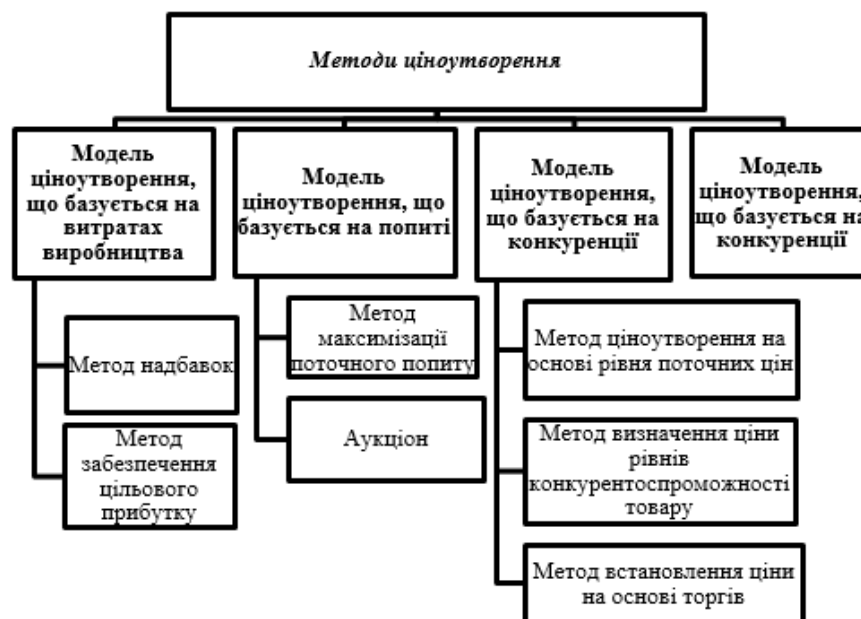 Методи ціноутворення
Модель
ціноутворення,
що базується на
витратах
виробництва
Модель
ціноутворення, що
базується на попиті
Модель
ціноутворення,
що базується на
конкуренції
Модель
ціноутворення,
що базується на
конкуренції
Метод надбавок
Метод
забезпечення
цільового
прибутку
Метод
максимізації
поточного попиту
Аукціон
Метод ціноутворення на
основі рівня поточних цін
Метод визначення ціни
рівнів
конкурентоспроможності
товару
Метод встановлення ціни
на основі торгів